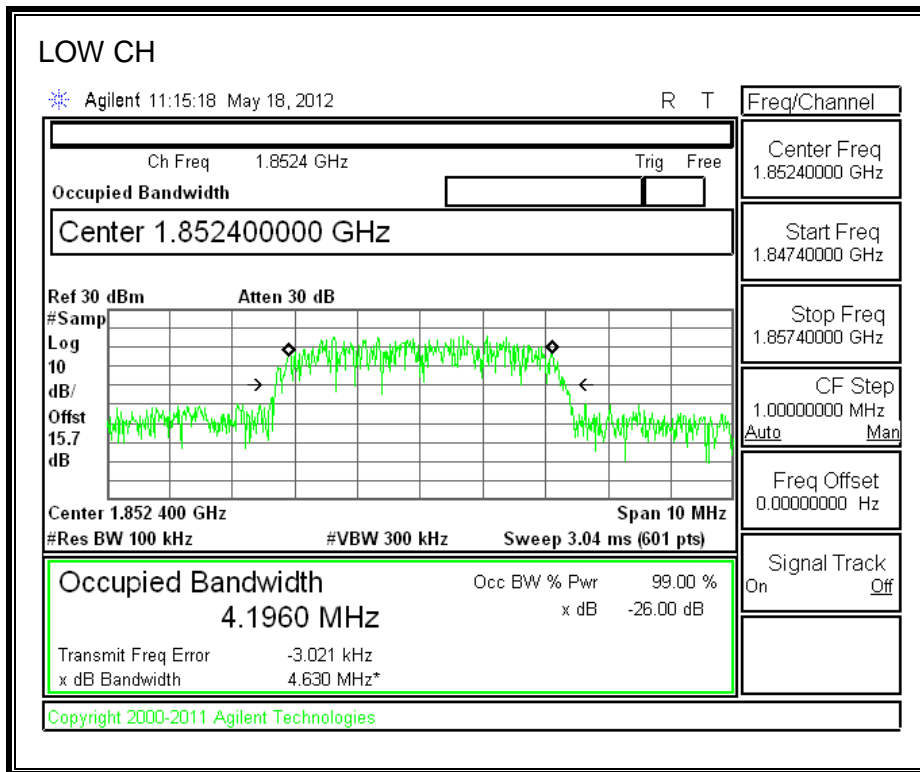 LOW CH
Agilent 11:15:18 May 18, 2012 R T
Freq/Channel
Ch Freq 1.8524 GHz Trig Free
Occupied Bandwidth
Center 1.852400000 GHz
Ref 30 dBm Atten 30 dB
#Samp
Log
10
dB/
Offst
15.7
dB
Center 1.852 400 GHz Span 10 MHz
#Res BW 100 kHz #VBW 300 kHz Sweep 3.04 ms (601 pts)
Occupied Bandwidth Occ BW % Pwr 99.00 %
4.1960 MHz x dB -26.00 dB
Transmit Freq Error -3.021 kHz
x dB Bandwidth 4.630 MHz*
Center Freq
1.85240000 GHz
Start Freq
1.84740000 GHz
Stop Freq
1.85740000 GHz
CF Step
1.00000000 MHz
Auto Man
Freq Offset
0.00000000 Hz
Signal Track
On Off
Copyright 2000-2011 Agilent Technologies